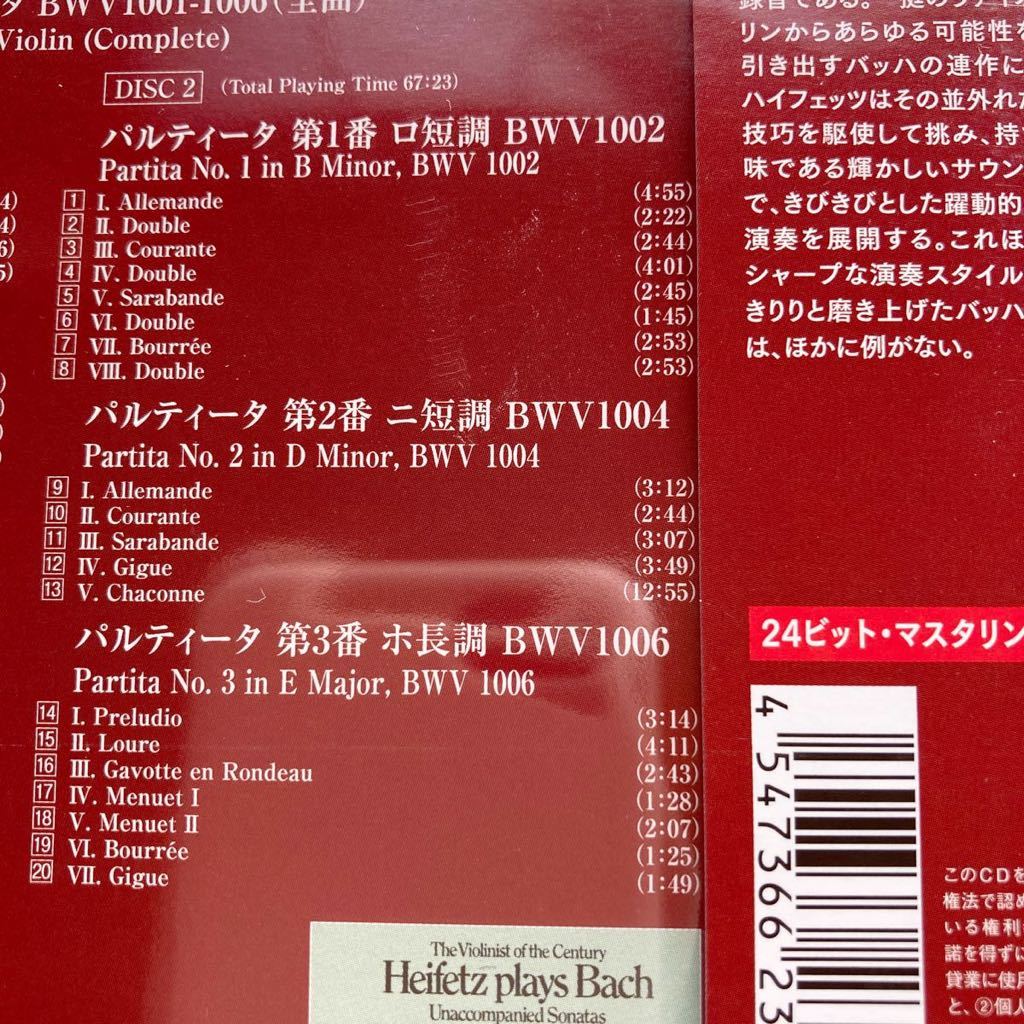 タ BWV1001-1006(全曲)
Violin (Complete)
DISC 2 (Total Playing Time 67:23)
パルティータ 第1番 ロ短調 BWV1002
Partita No. 1 in B Minor, BWV 1002
1 I. Allemande (4:55)
2 II. Double (2:22)
3 III. Courante (2:44)
4 IV. Double (4:01)
5 V. Sarabande (2:45)
6 VI. Double (1:45)
7 VII. Bourrée (2:53)
8 VIII. Double (2:53)
パルティータ 第2番 ニ短調 BWV1004
Partita No. 2 in D Minor, BWV 1004
9 I. Allemande (3:12)
10 II. Courante (2:44)
11 III. Sarabande (3:07)
12 IV. Gigue (3:49)
13 V. Chaconne (12:55)
パルティータ 第3番 ホ長調 BWV1006
Partita No. 3 in E Major, BWV 1006
14 I. Preludio (3:14)
15 II. Loure (4:11)
16 III. Gavotte en Rondeau (2:43)
17 IV. Menuet I (1:28)
18 V. Menuet II (2:07)
19 VI. Bourrée (1:25)
20 VII. Gigue (1:49)
The Violinist of the Century
Heifetz plays Bach
Unaccompanied Sonatas
リンからあらゆる可能性を
引き出すバッハの連作に
ハイフェッツはその並外れた
技巧を駆使して挑み、持
味である輝かしいサウン
で、きびきびとした躍動的
演奏を展開する。これほ
シャープな演奏スタイル
きりりと磨き上げたバッハ
は、ほかに例がない。
24ビット・マスタリン
4 547366 23
このCDを
権法で認め
いる権利
諾を得ずに
貸業に使用
と、②個人